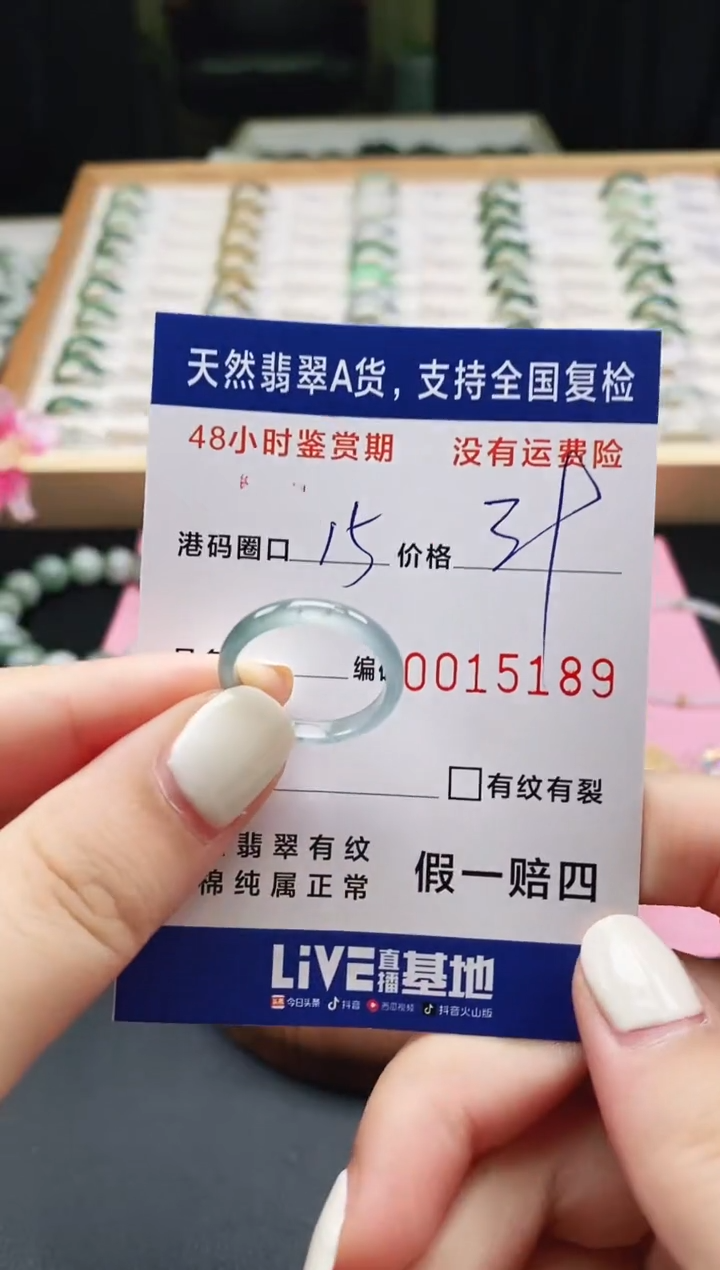 天然翡翠A货，支持全国复检
48小时鉴赏期 没有运费险
港码圈口 15 价格
编 0015189
□有纹有裂
翡翠有纹
棉纯属正常
假一赔四
LiVE直播基地
今日头条 抖音 西瓜视频 抖音火山版